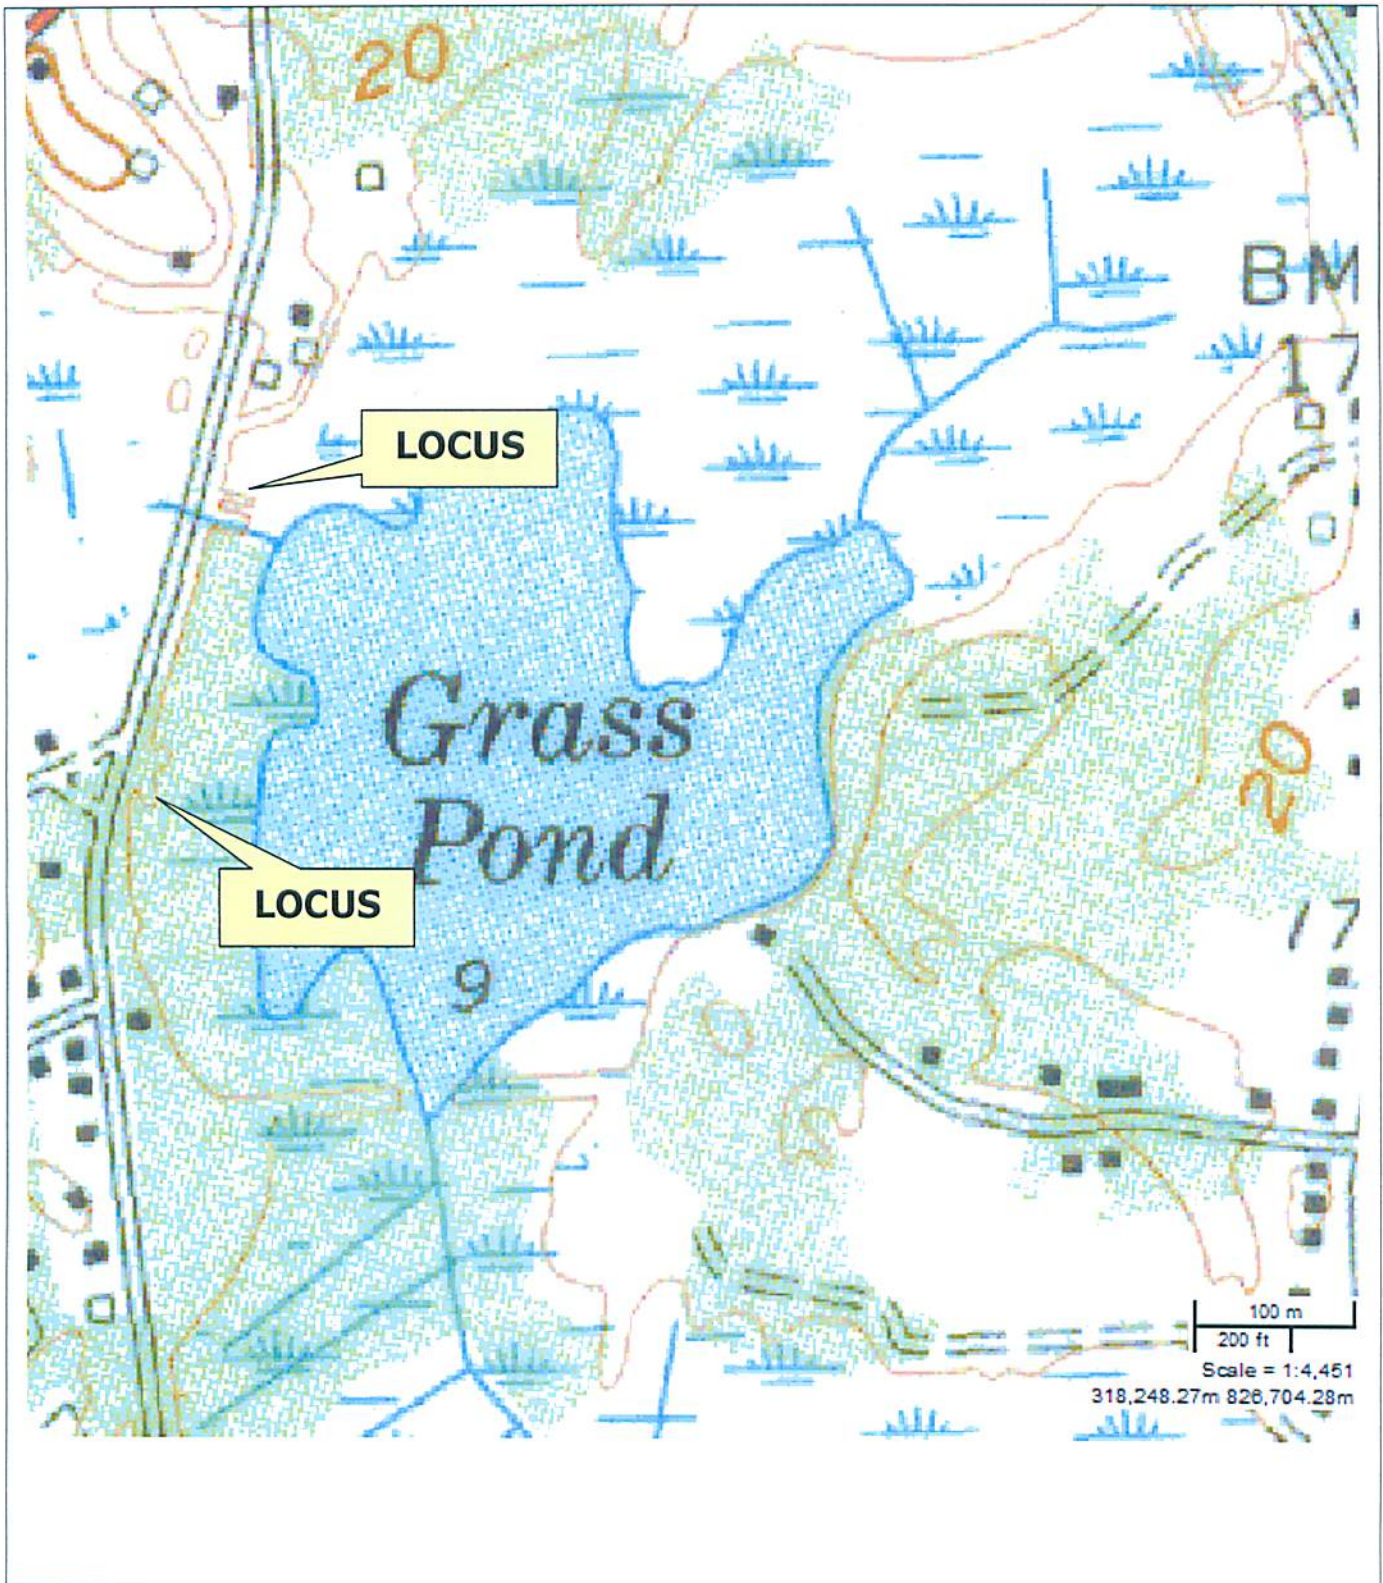 20
BM
17
LOCUS
Grass
Pond
20
LOCUS
17
9
100 m
200 ft
Scale = 1:4,451
318,248.27m 826,704.28m